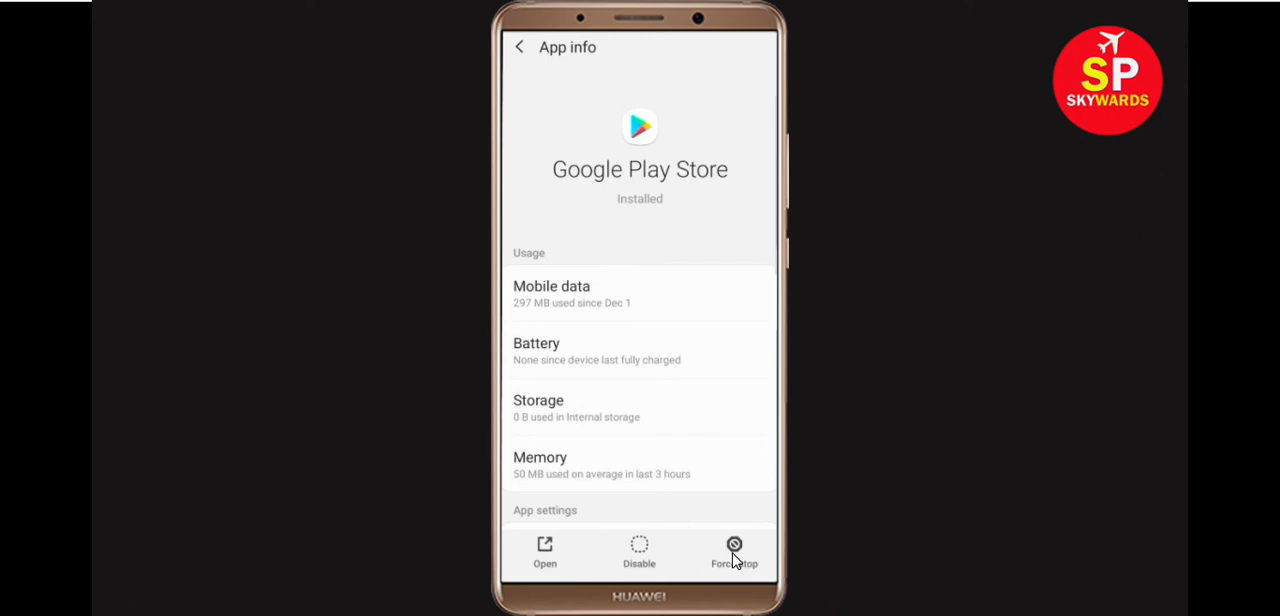 App info
Google Play Store
Installed
Usage
Mobile data
297 MB used since Dec 1
Battery
None since device last fully charged
Storage
0 B used in Internal storage
Memory
50 MB used on average in last 3 hours
App settings
Open
Disable
Force stop
HUAWEI
SP
SKYWARDS